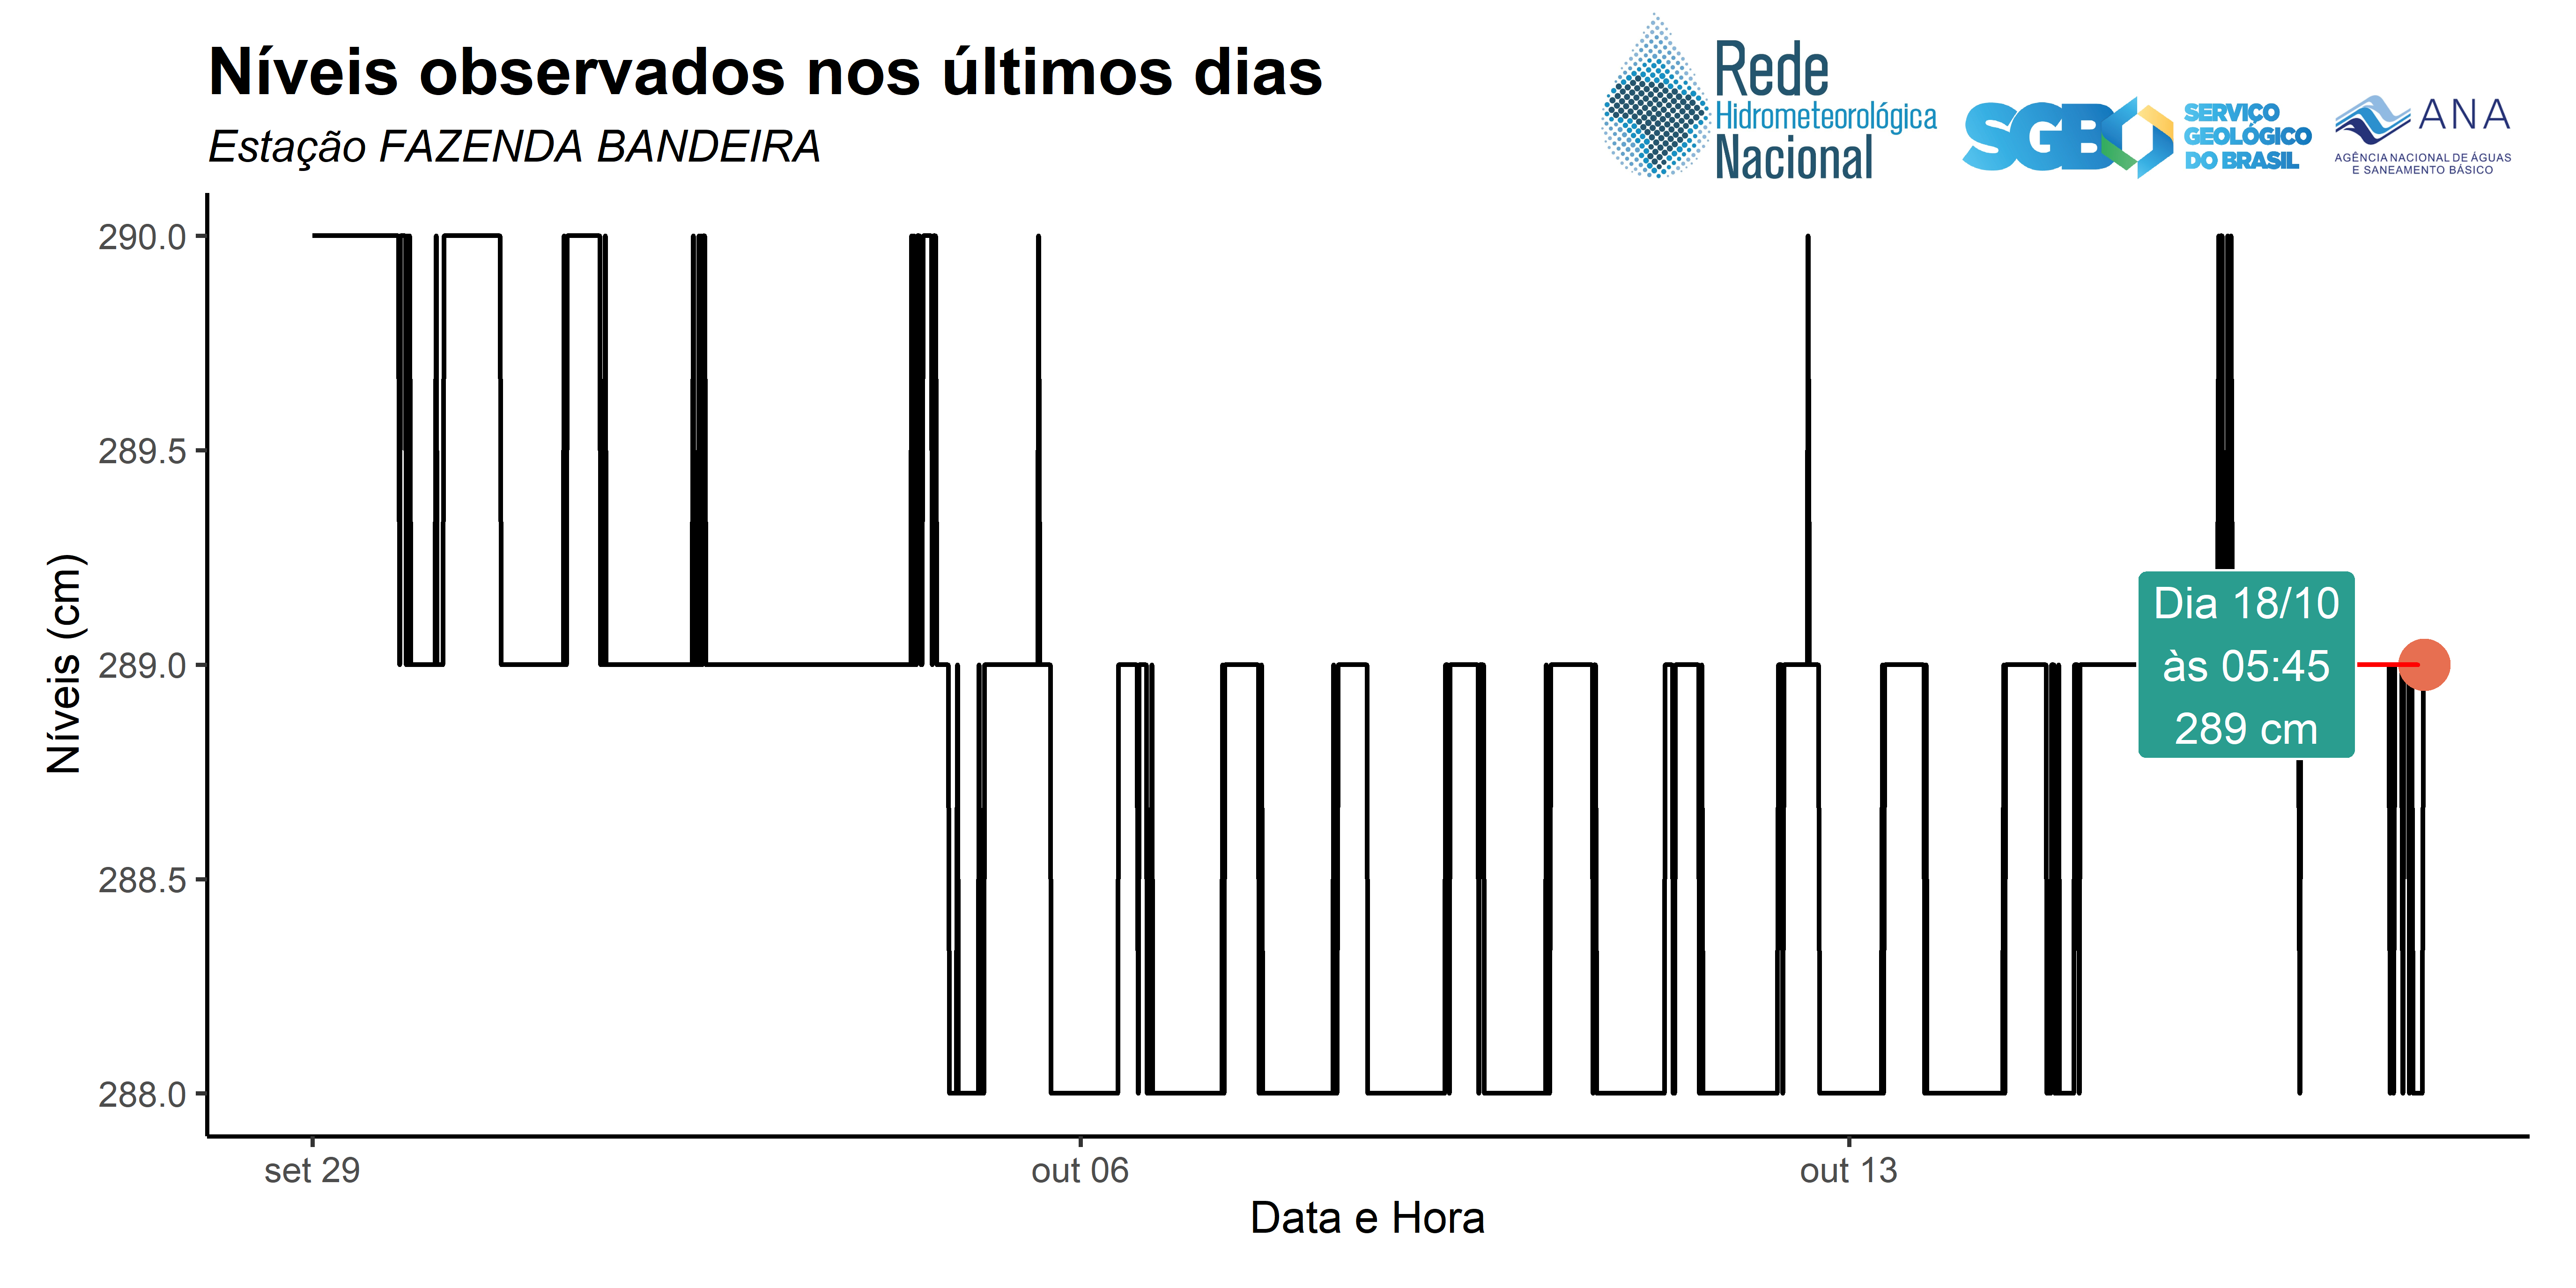 Níveis observados nos últimos dias
Estação FAZENDA BANDEIRA
Rede
Hidrometeorológica
Nacional
SGB
SERVIÇO
GEOLÓGICO
DO BRASIL
ANA
AGÊNCIA NACIONAL DE ÁGUAS
E SANEAMENTO BÁSICO
Níveis (cm)
290.0
289.5
289.0
288.5
288.0
Dia 18/10
às 05:45
289 cm
set 29
out 06
out 13
Data e Hora